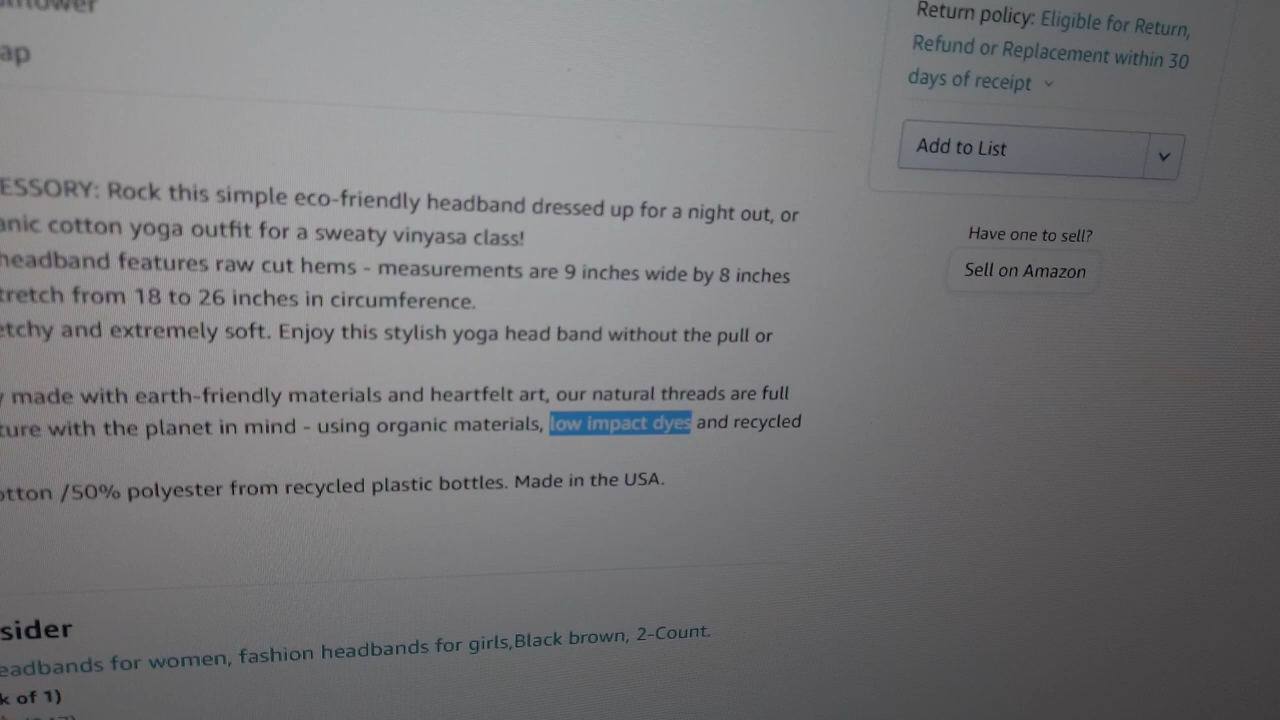 ap
ESSORY: Rock this simple eco-friendly headband dressed up for a night out, or
anic cotton yoga outfit for a sweaty vinyasa class!
headband features raw cut hems - measurements are 9 inches wide by 8 inches
tretch from 18 to 26 inches in circumference.
etchy and extremely soft. Enjoy this stylish yoga head band without the pull or
y made with earth-friendly materials and heartfelt art, our natural threads are full
ture with the planet in mind - using organic materials, low impact dyes and recycled
otton /50% polyester from recycled plastic bottles. Made in the USA.
sider
eadbands for women, fashion headbands for girls,Black brown, 2-Count.
k of 1)
Return policy: Eligible for Return,
Refund or Replacement within 30
days of receipt
Add to List
Have one to sell?
Sell on Amazon